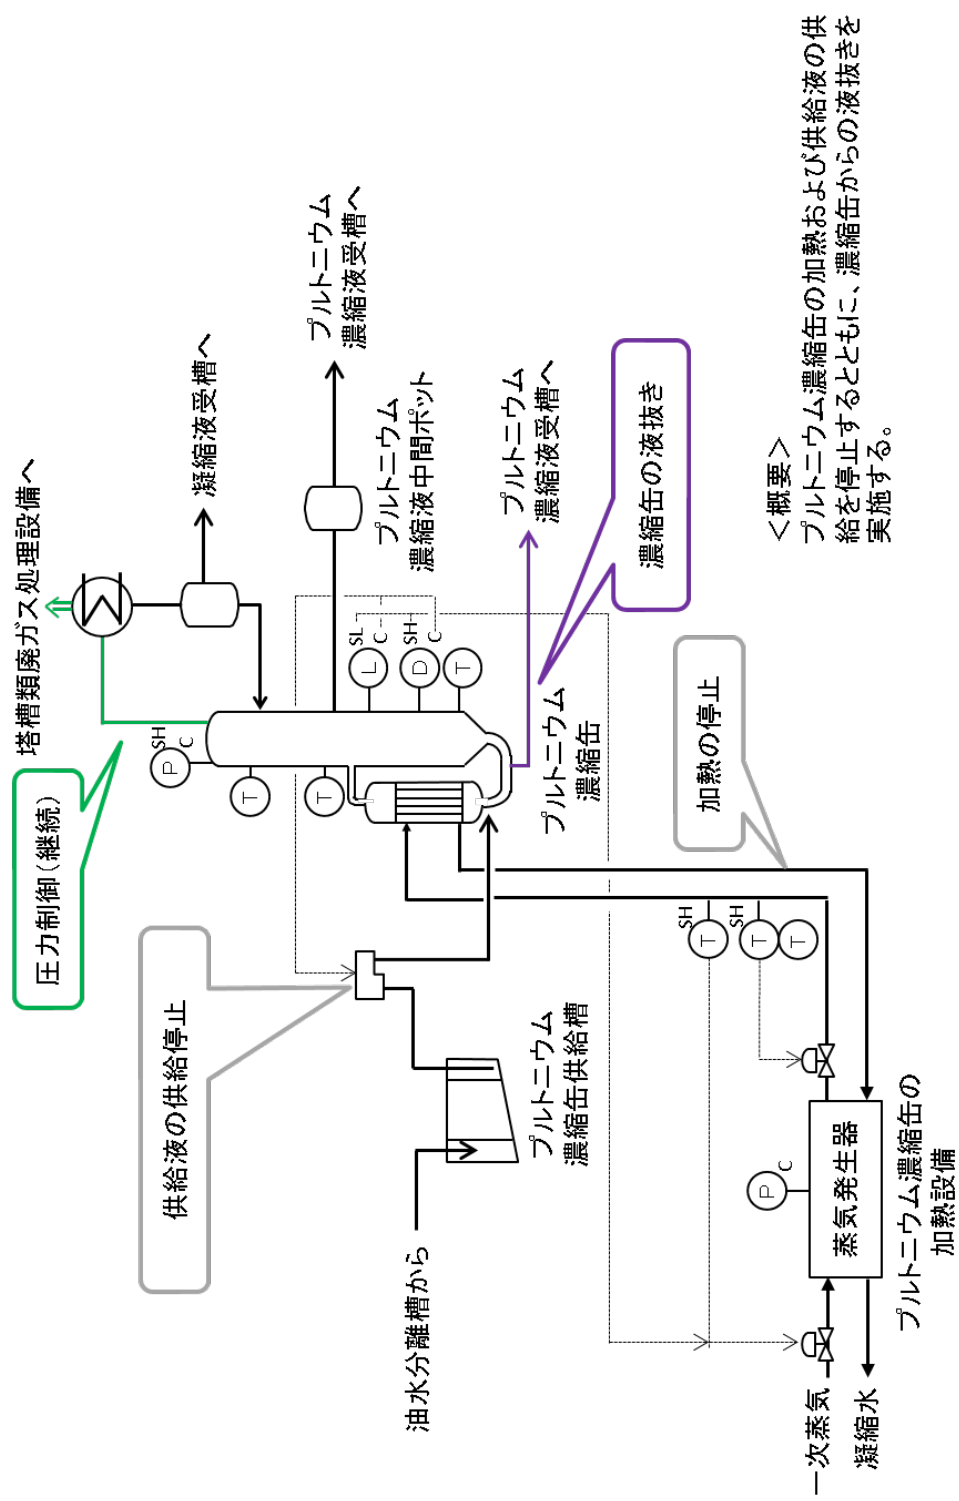 塔槽類廃ガス処理設備へ
圧力制御(継続)
凝縮液受槽へ
P
SH
C
T
T
供給液の供給停止
プルトニウム
濃縮液受槽へ
プルトニウム
濃縮液中間ポット
L
SL
C
D
SH
C
T
プルトニウム
濃縮液受槽へ
濃縮缶の液抜き
プルトニウム
濃縮缶
加熱の停止
油水分離槽から
プルトニウム
濃縮缶供給槽
T
SH
T
SH
T
P
C
蒸気発生器
プルトニウム濃縮缶の
加熱設備
一次蒸気
凝縮水
<概要>
プルトニウム濃縮缶の加熱および供給液の供
給を停止するとともに、濃縮缶からの液抜きを
実施する。